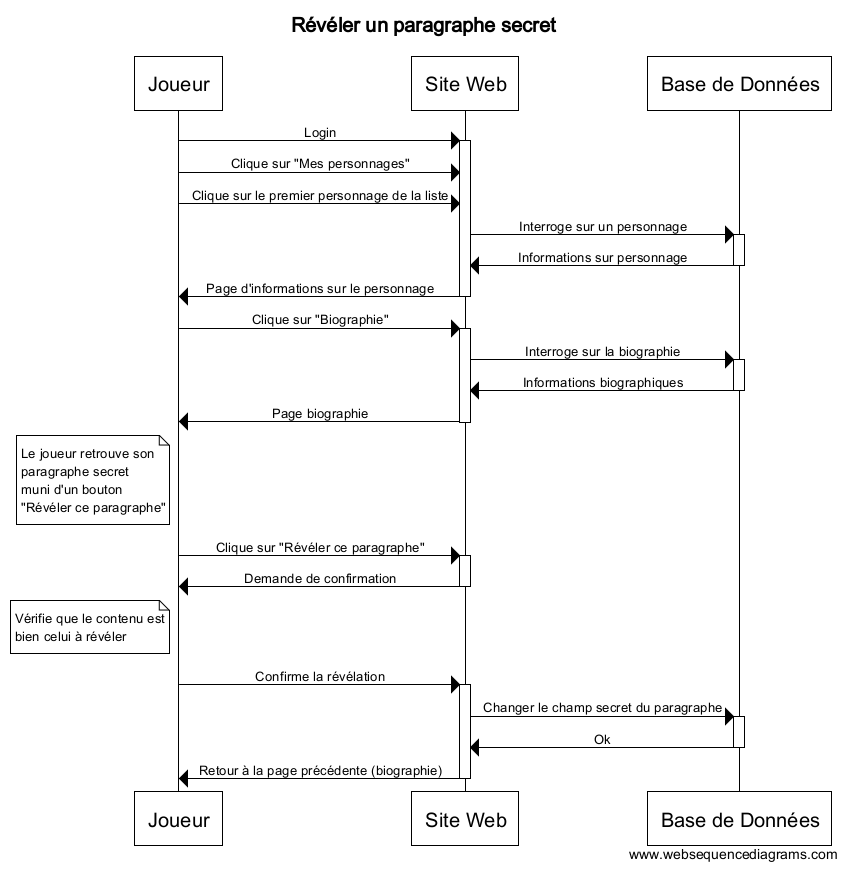 Révéler un paragraphe secret
Joueur
Site Web
Base de Données
Login
Clique sur "Mes personnages"
Clique sur le premier personnage de la liste
Interroge sur un personnage
Informations sur personnage
Page d'informations sur le personnage
Clique sur "Biographie"
Interroge sur la biographie
Informations biographiques
Page biographie
Le joueur retrouve son
paragraphe secret
muni d'un bouton
"Révéler ce paragraphe"
Clique sur "Révéler ce paragraphe"
Demande de confirmation
Vérifie que le contenu est
bien celui à révéler
Confirme la révélation
Changer le champ secret du paragraphe
Ok
Retour à la page précédente (biographie)
Joueur
Site Web
Base de Données
www.websequencediagrams.com